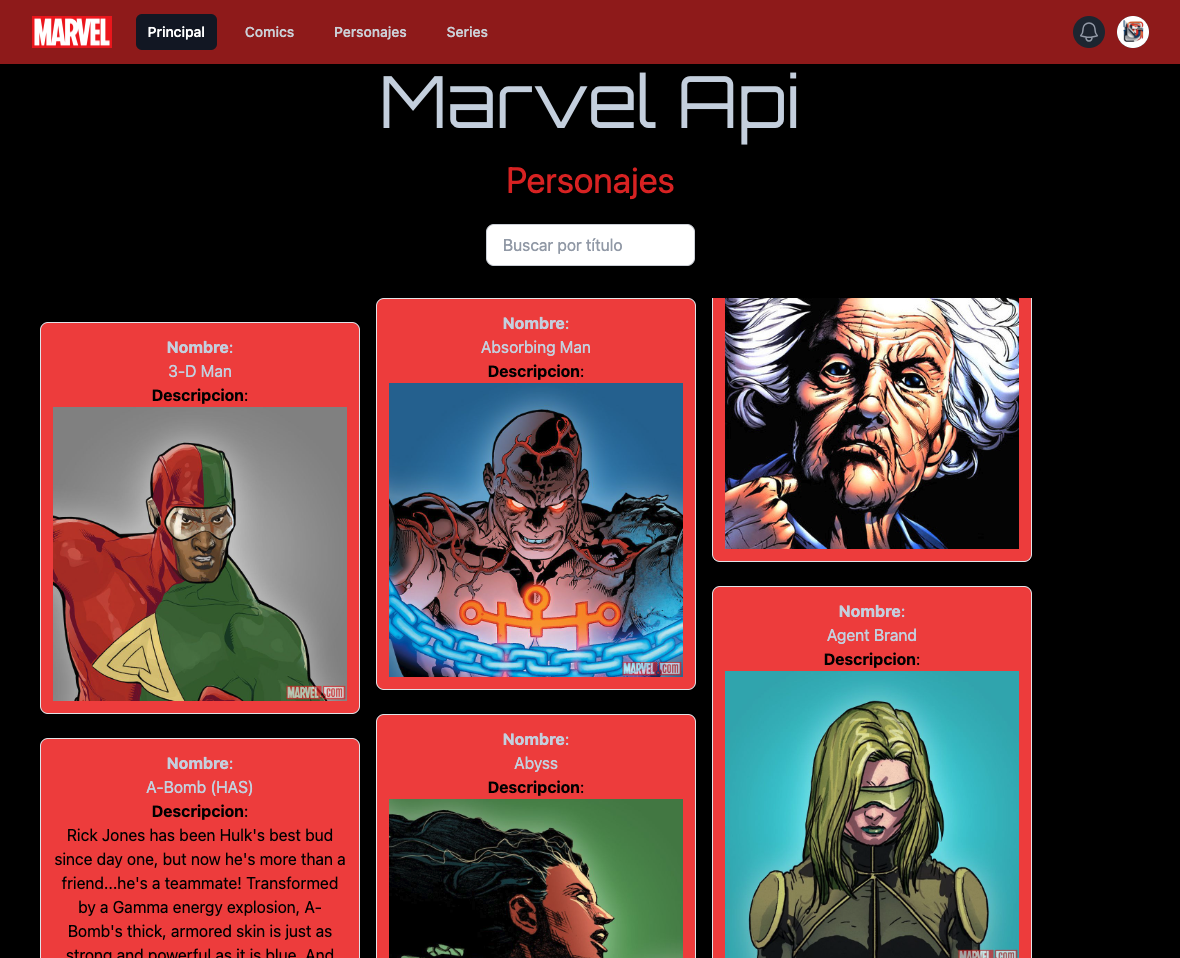 MARVEL
Principal
Comics
Personajes
Series
Marvel Api
Personajes
Buscar por título
Nombre:
3-D Man
Descripcion:
MARVEL.com
Nombre:
A-Bomb (HAS)
Descripcion:
Rick Jones has been Hulk's best bud
since day one, but now he's more than a
friend...he's a teammate! Transformed
by a Gamma energy explosion, A-
Bomb's thick, armored skin is just as
strong and powerful as it is blue. And
Nombre:
Absorbing Man
Descripcion:
MARVEL.com
Nombre:
Abyss
Descripcion:
Nombre:
Agent Brand
Descripcion:
MARVEL.com